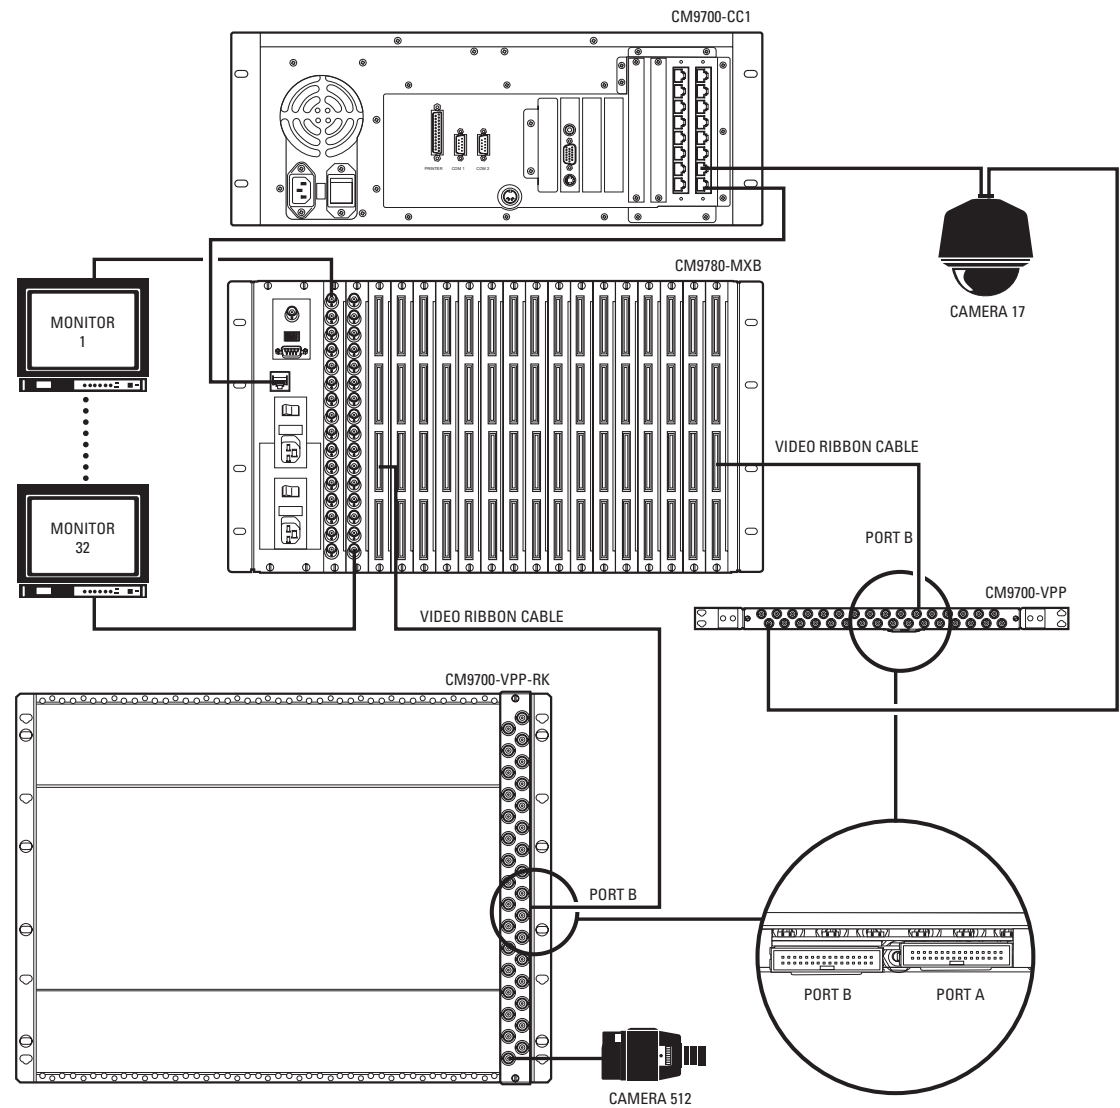 CM9700-CC1
PRINTER
COM 1
COM 2
CM9780-MXB
MONITOR
1
CAMERA 17
VIDEO RIBBON CABLE
MONITOR
32
PORT B
CM9700-VPP
VIDEO RIBBON CABLE
CM9700-VPP-RK
PORT B
PORT B
PORT A
CAMERA 512